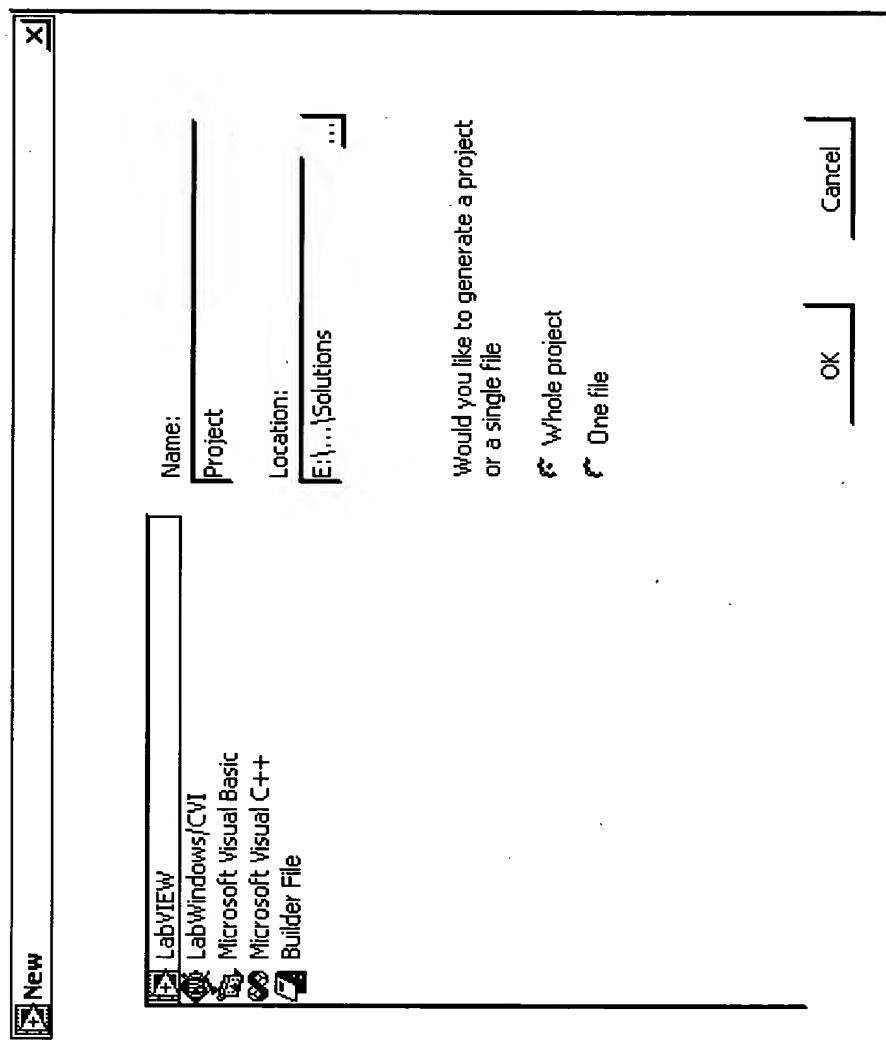 New
LabVIEW
LabWindows/CVI
Microsoft Visual Basic
Microsoft Visual C++
Builder File
Name:
Project
Location:
E:\...\Solutions
...
Would you like to generate a project
or a single file
Whole project
One file
OK
Cancel